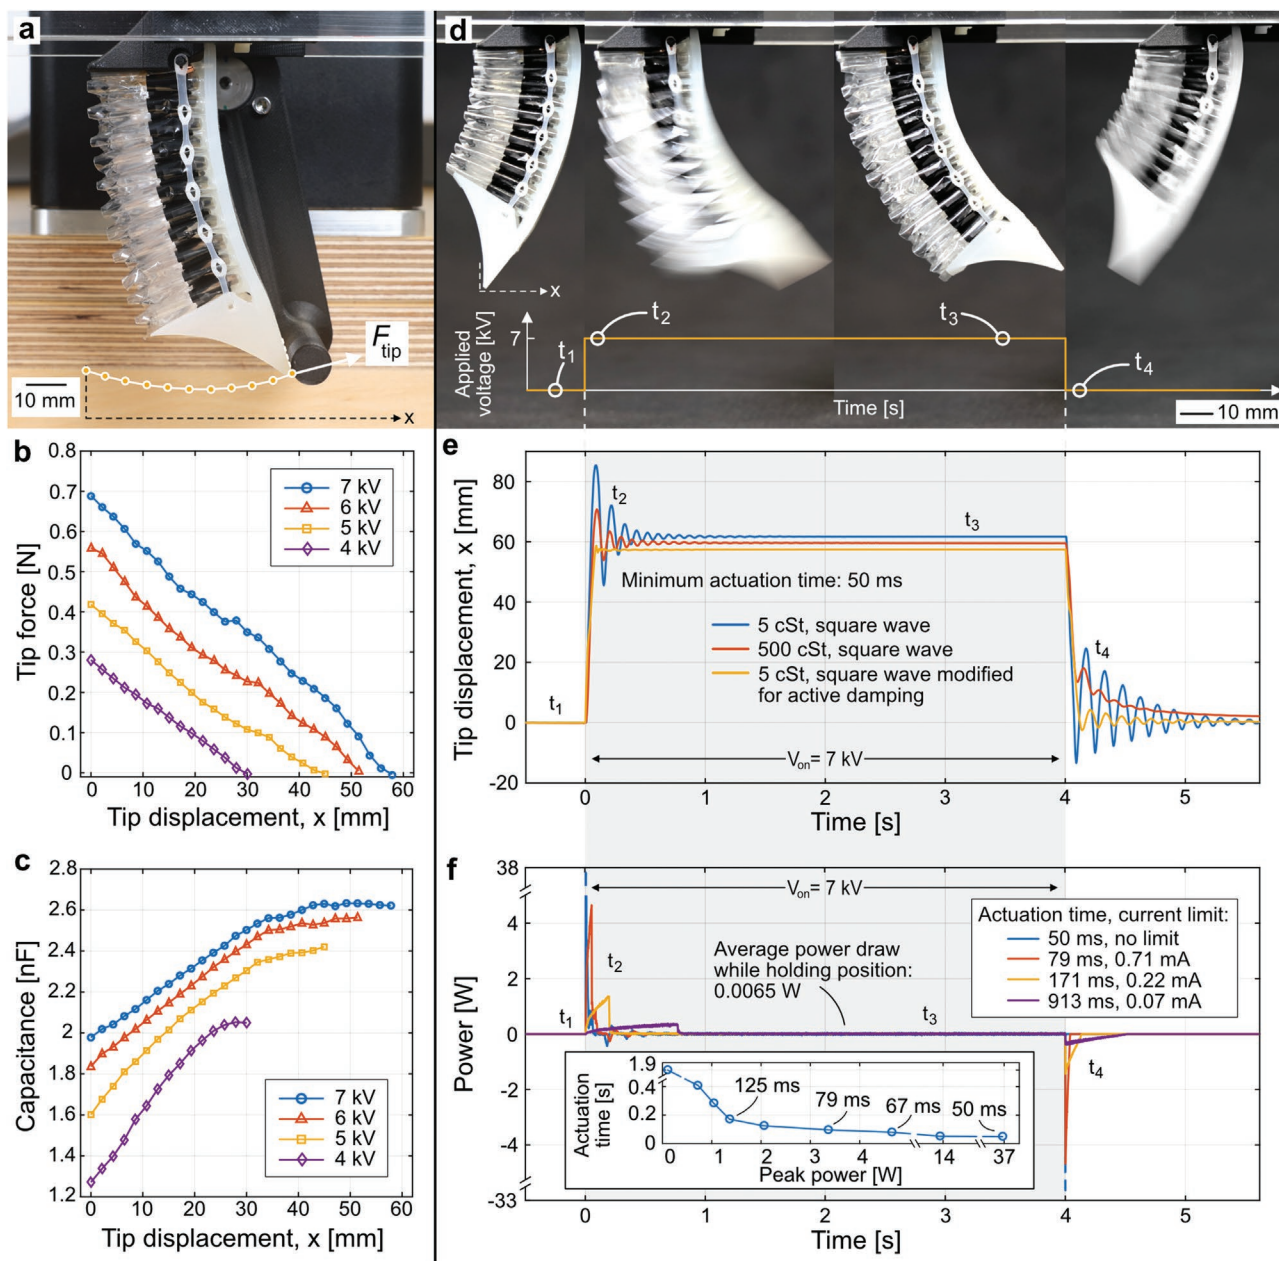 a
F_tip
10 mm
x
b
0.8
0.7
0.6
0.5
0.4
0.3
0.2
0.1
0
Tip force [N]
7 kV
6 kV
5 kV
4 kV
0 10 20 30 40 50 60
Tip displacement, x [mm]
c
2.8
2.6
2.4
2.2
2
1.8
1.6
1.4
1.2
Capacitance [nF]
7 kV
6 kV
5 kV
4 kV
0 10 20 30 40 50 60
Tip displacement, x [mm]
d
x
Applied
voltage [kV]
7
t1
t2
t3
t4
Time [s]
10 mm
e
80
60
40
20
0
-20
Tip displacement, x [mm]
t1
t2
t3
t4
Minimum actuation time: 50 ms
5 cSt, square wave
500 cSt, square wave
5 cSt, square wave modified
for active damping
Von = 7 kV
0 1 2 3 4 5
Time [s]
f
38
4
2
0
-2
-4
-33
Power [W]
Von = 7 kV
t1
t2
t3
t4
Average power draw
while holding position:
0.0065 W
Actuation time, current limit:
50 ms, no limit
79 ms, 0.71 mA
171 ms, 0.22 mA
913 ms, 0.07 mA
Actuation
time [s]
1.9
0.4
0.2
0
125 ms
79 ms
67 ms
50 ms
0 1 2 3 4 14 37
Peak power [W]
0 1 2 3 4 5
Time [s]